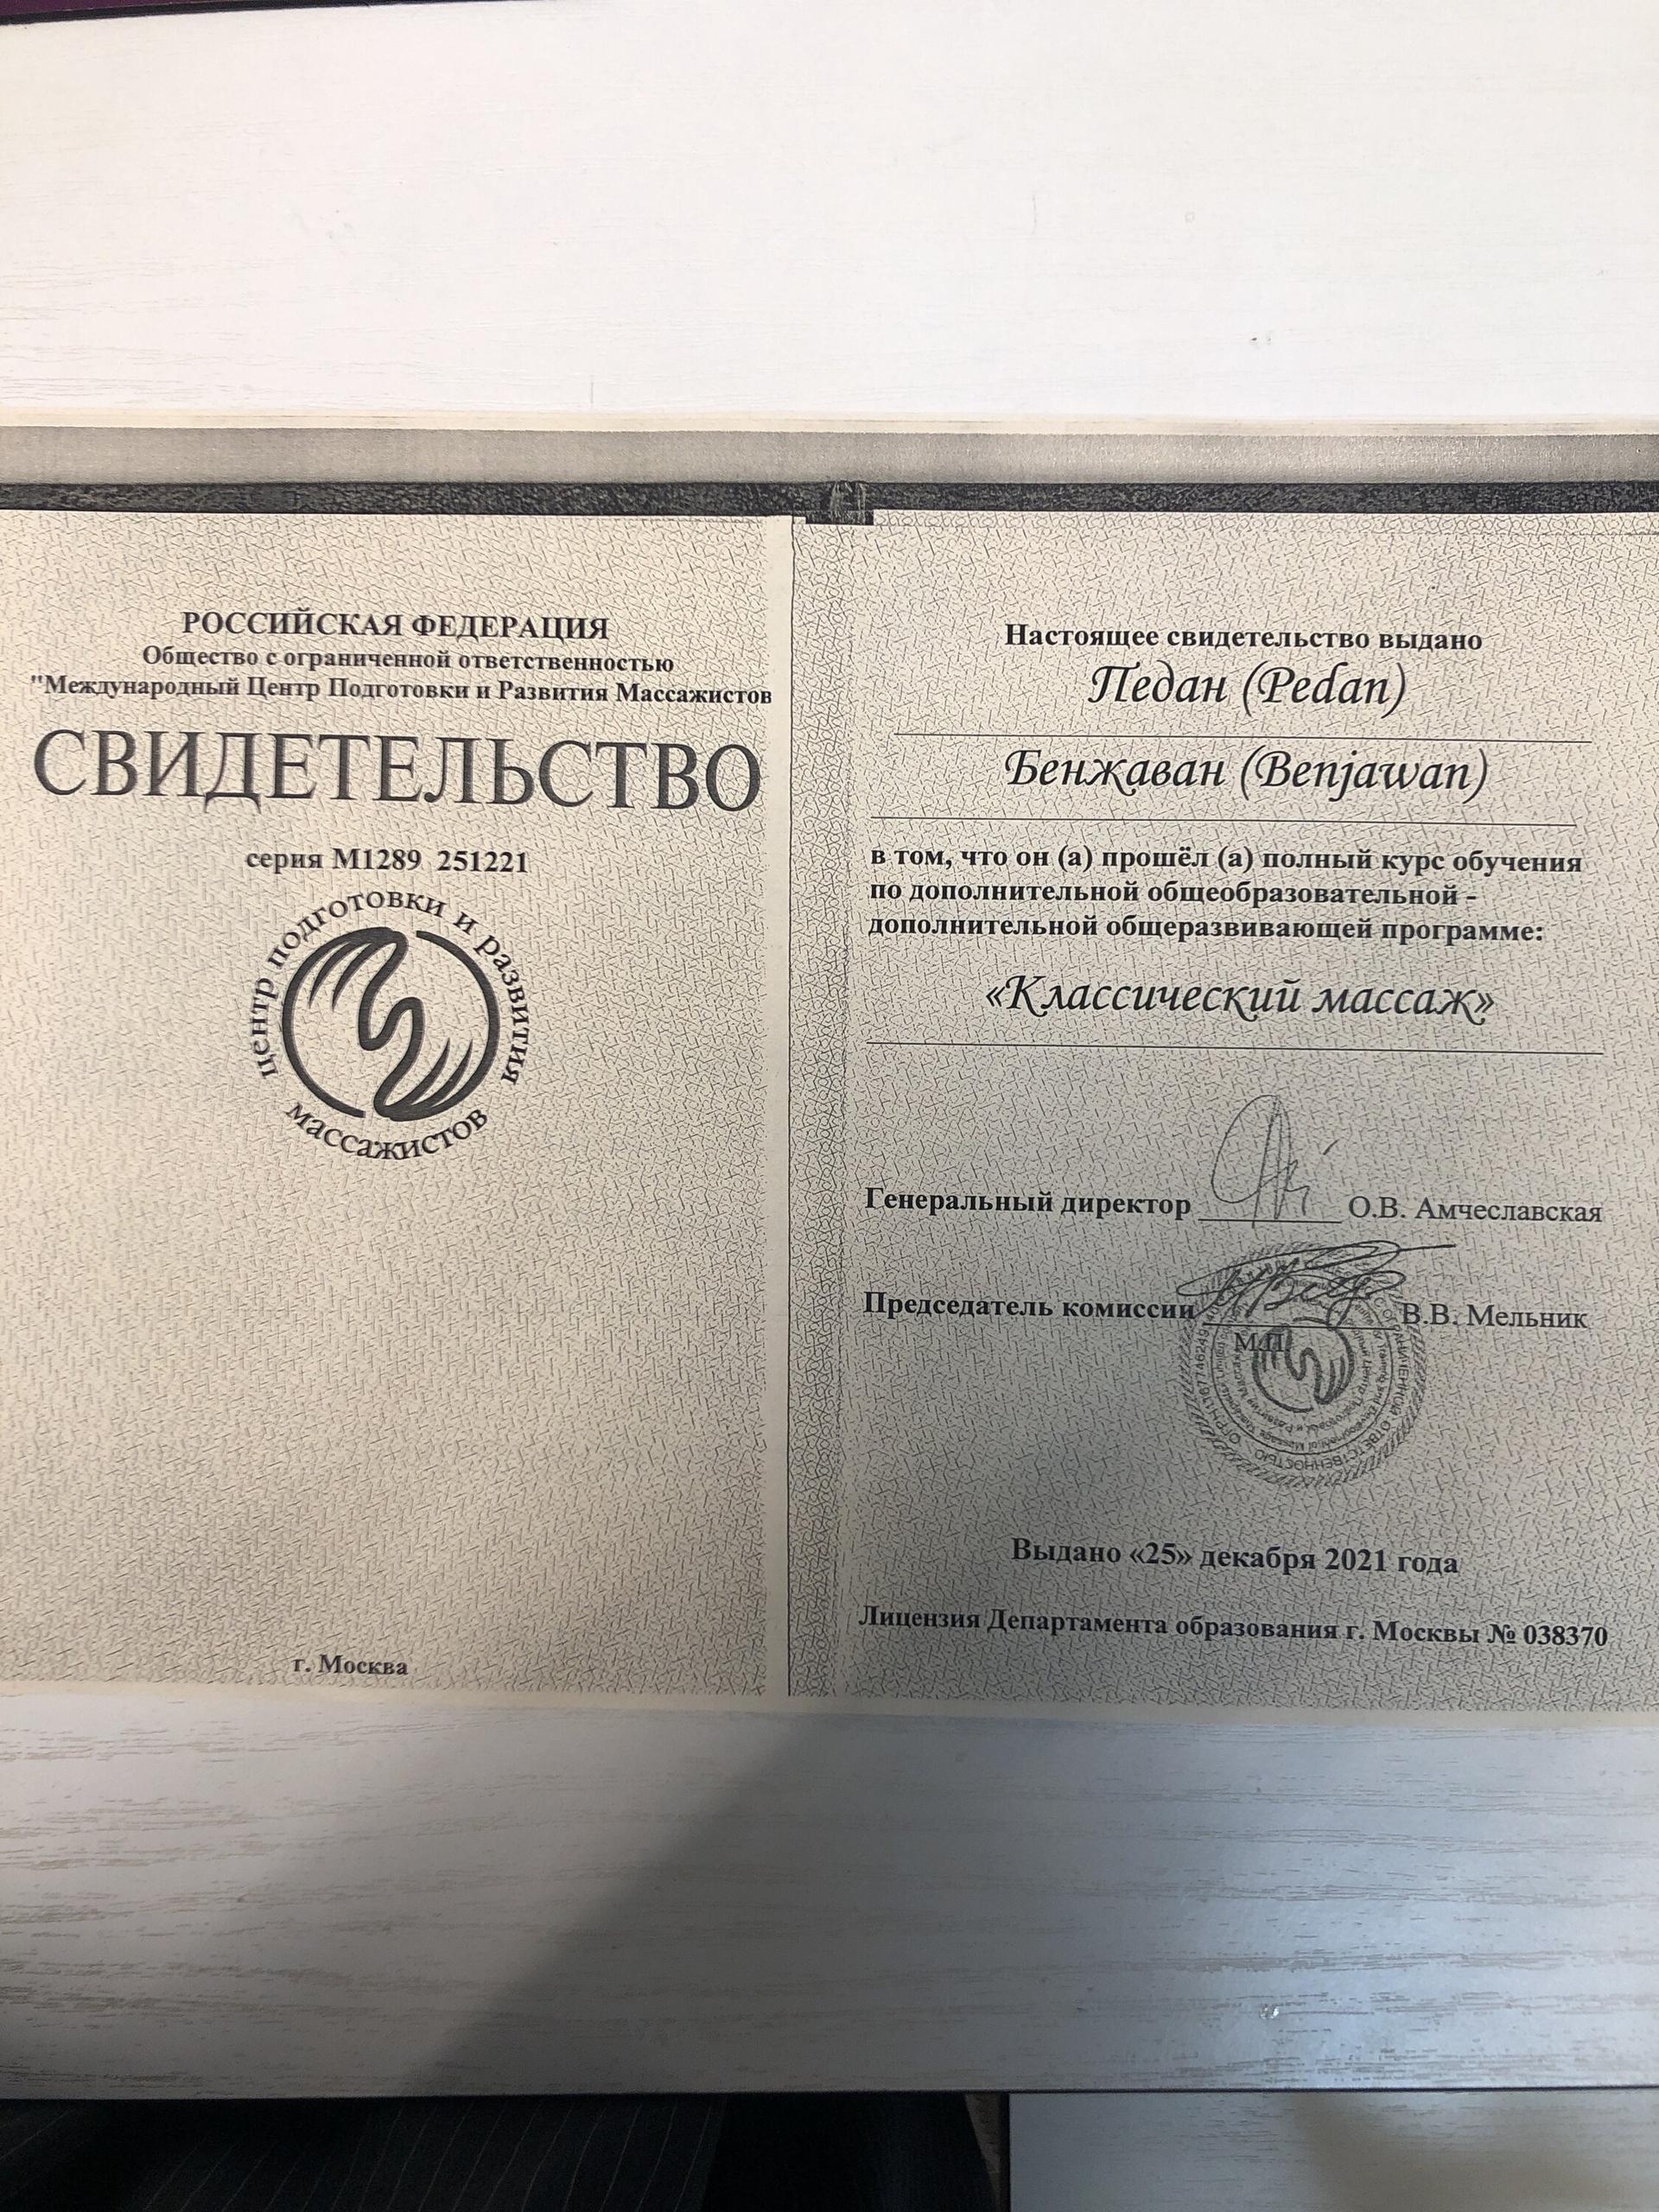 РОССИЙСКАЯ ФЕДЕРАЦИЯ
Общество с ограниченной ответственностью
"Международный Центр Подготовки и Развития Массажистов
СВИДЕТЕЛЬСТВО
серия М1289 251221
центр подготовки и развития
массажистов
г. Москва
Настоящее свидетельство выдано
Педан (Pedan)
Бенжаван (Benjawan)
в том, что он (а) прошёл (а) полный курс обучения
по дополнительной общеобразовательной -
дополнительной общеразвивающей программе:
«Классический массаж»
Генеральный директор О.В. Амчеславская
Председатель комиссии В.В. Мельник
М.П.
Выдано «25» декабря 2021 года
Лицензия Департамента образования г. Москвы № 038370